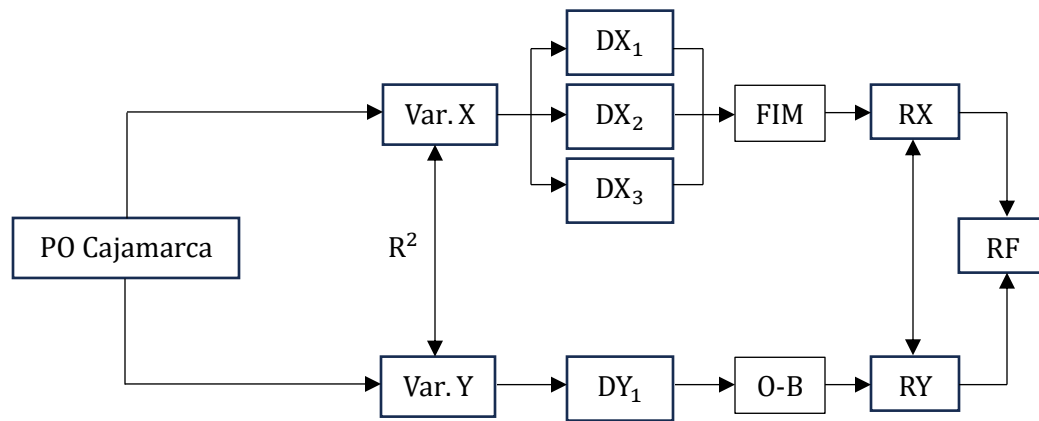 DX₁
Var. X
DX₂
FIM
RX
DX₃
PO Cajamarca
R²
RF
Var. Y
DY₁
O-B
RY